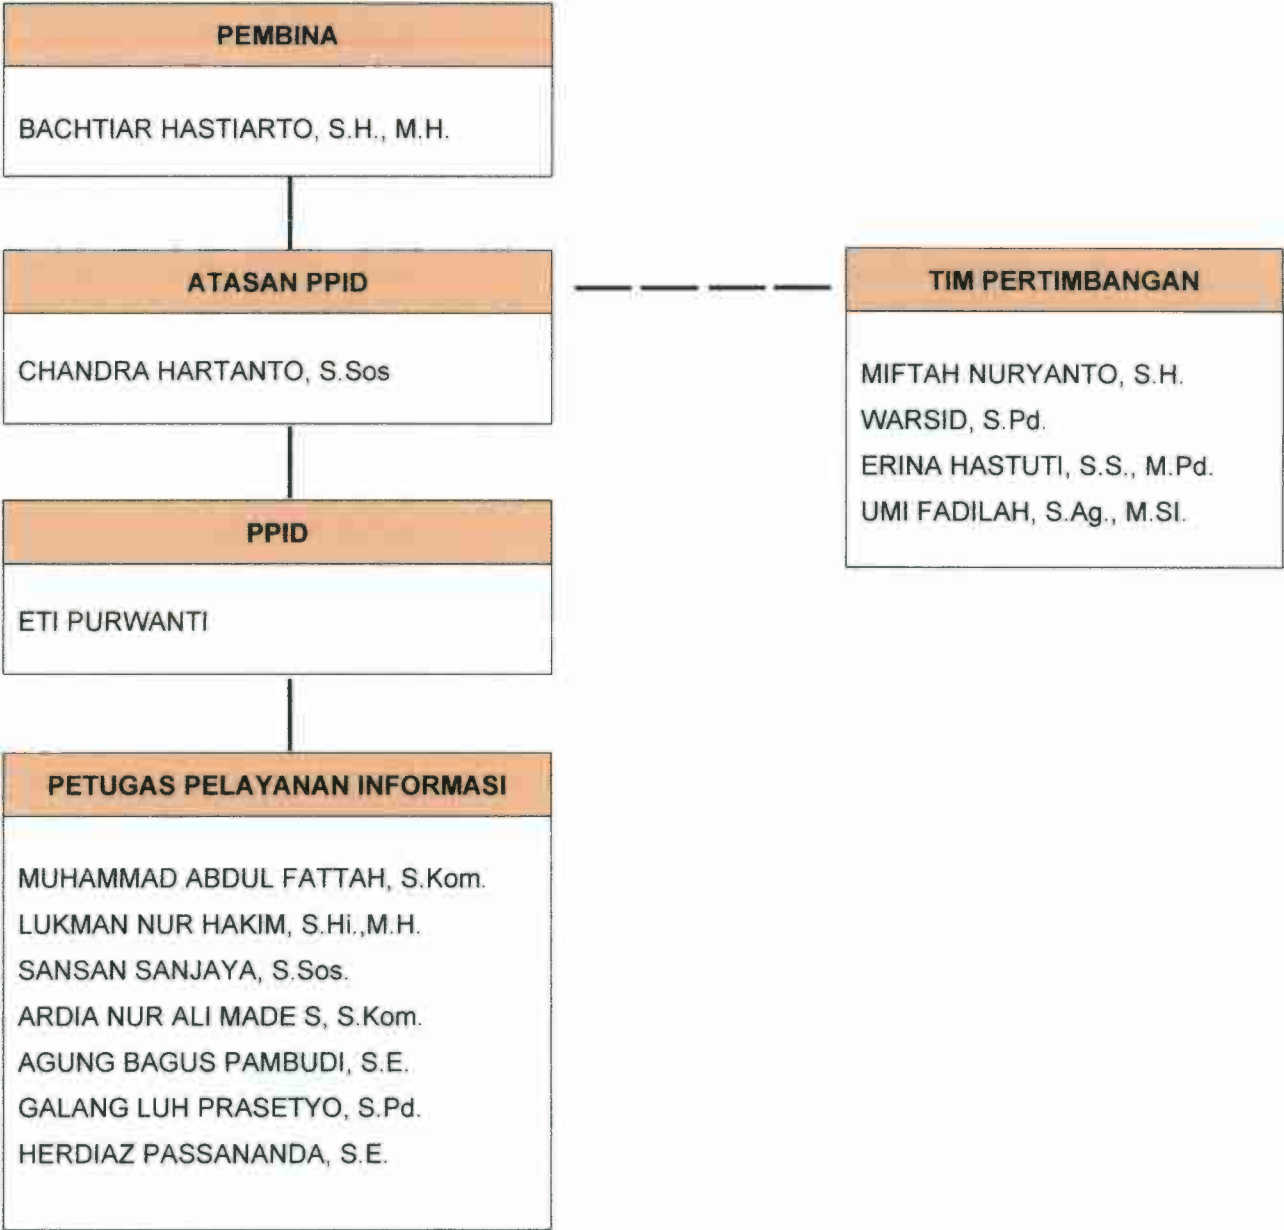 PEMBINA
BACHTIAR HASTIARTO, S.H., M.H.
ATASAN PPID
CHANDRA HARTANTO, S.Sos
TIM PERTIMBANGAN
MIFTAH NURYANTO, S.H.
WARSID, S.Pd.
ERINA HASTUTI, S.S., M.Pd.
UMI FADILAH, S.Ag., M.SI.
PPID
ETI PURWANTI
PETUGAS PELAYANAN INFORMASI
MUHAMMAD ABDUL FATTAH, S.Kom.
LUKMAN NUR HAKIM, S.Hi.,M.H.
SANSAN SANJAYA, S.Sos.
ARDIA NUR ALI MADE S, S.Kom.
AGUNG BAGUS PAMBUDI, S.E.
GALANG LUH PRASETYO, S.Pd.
HERDIAZ PASSANANDA, S.E.